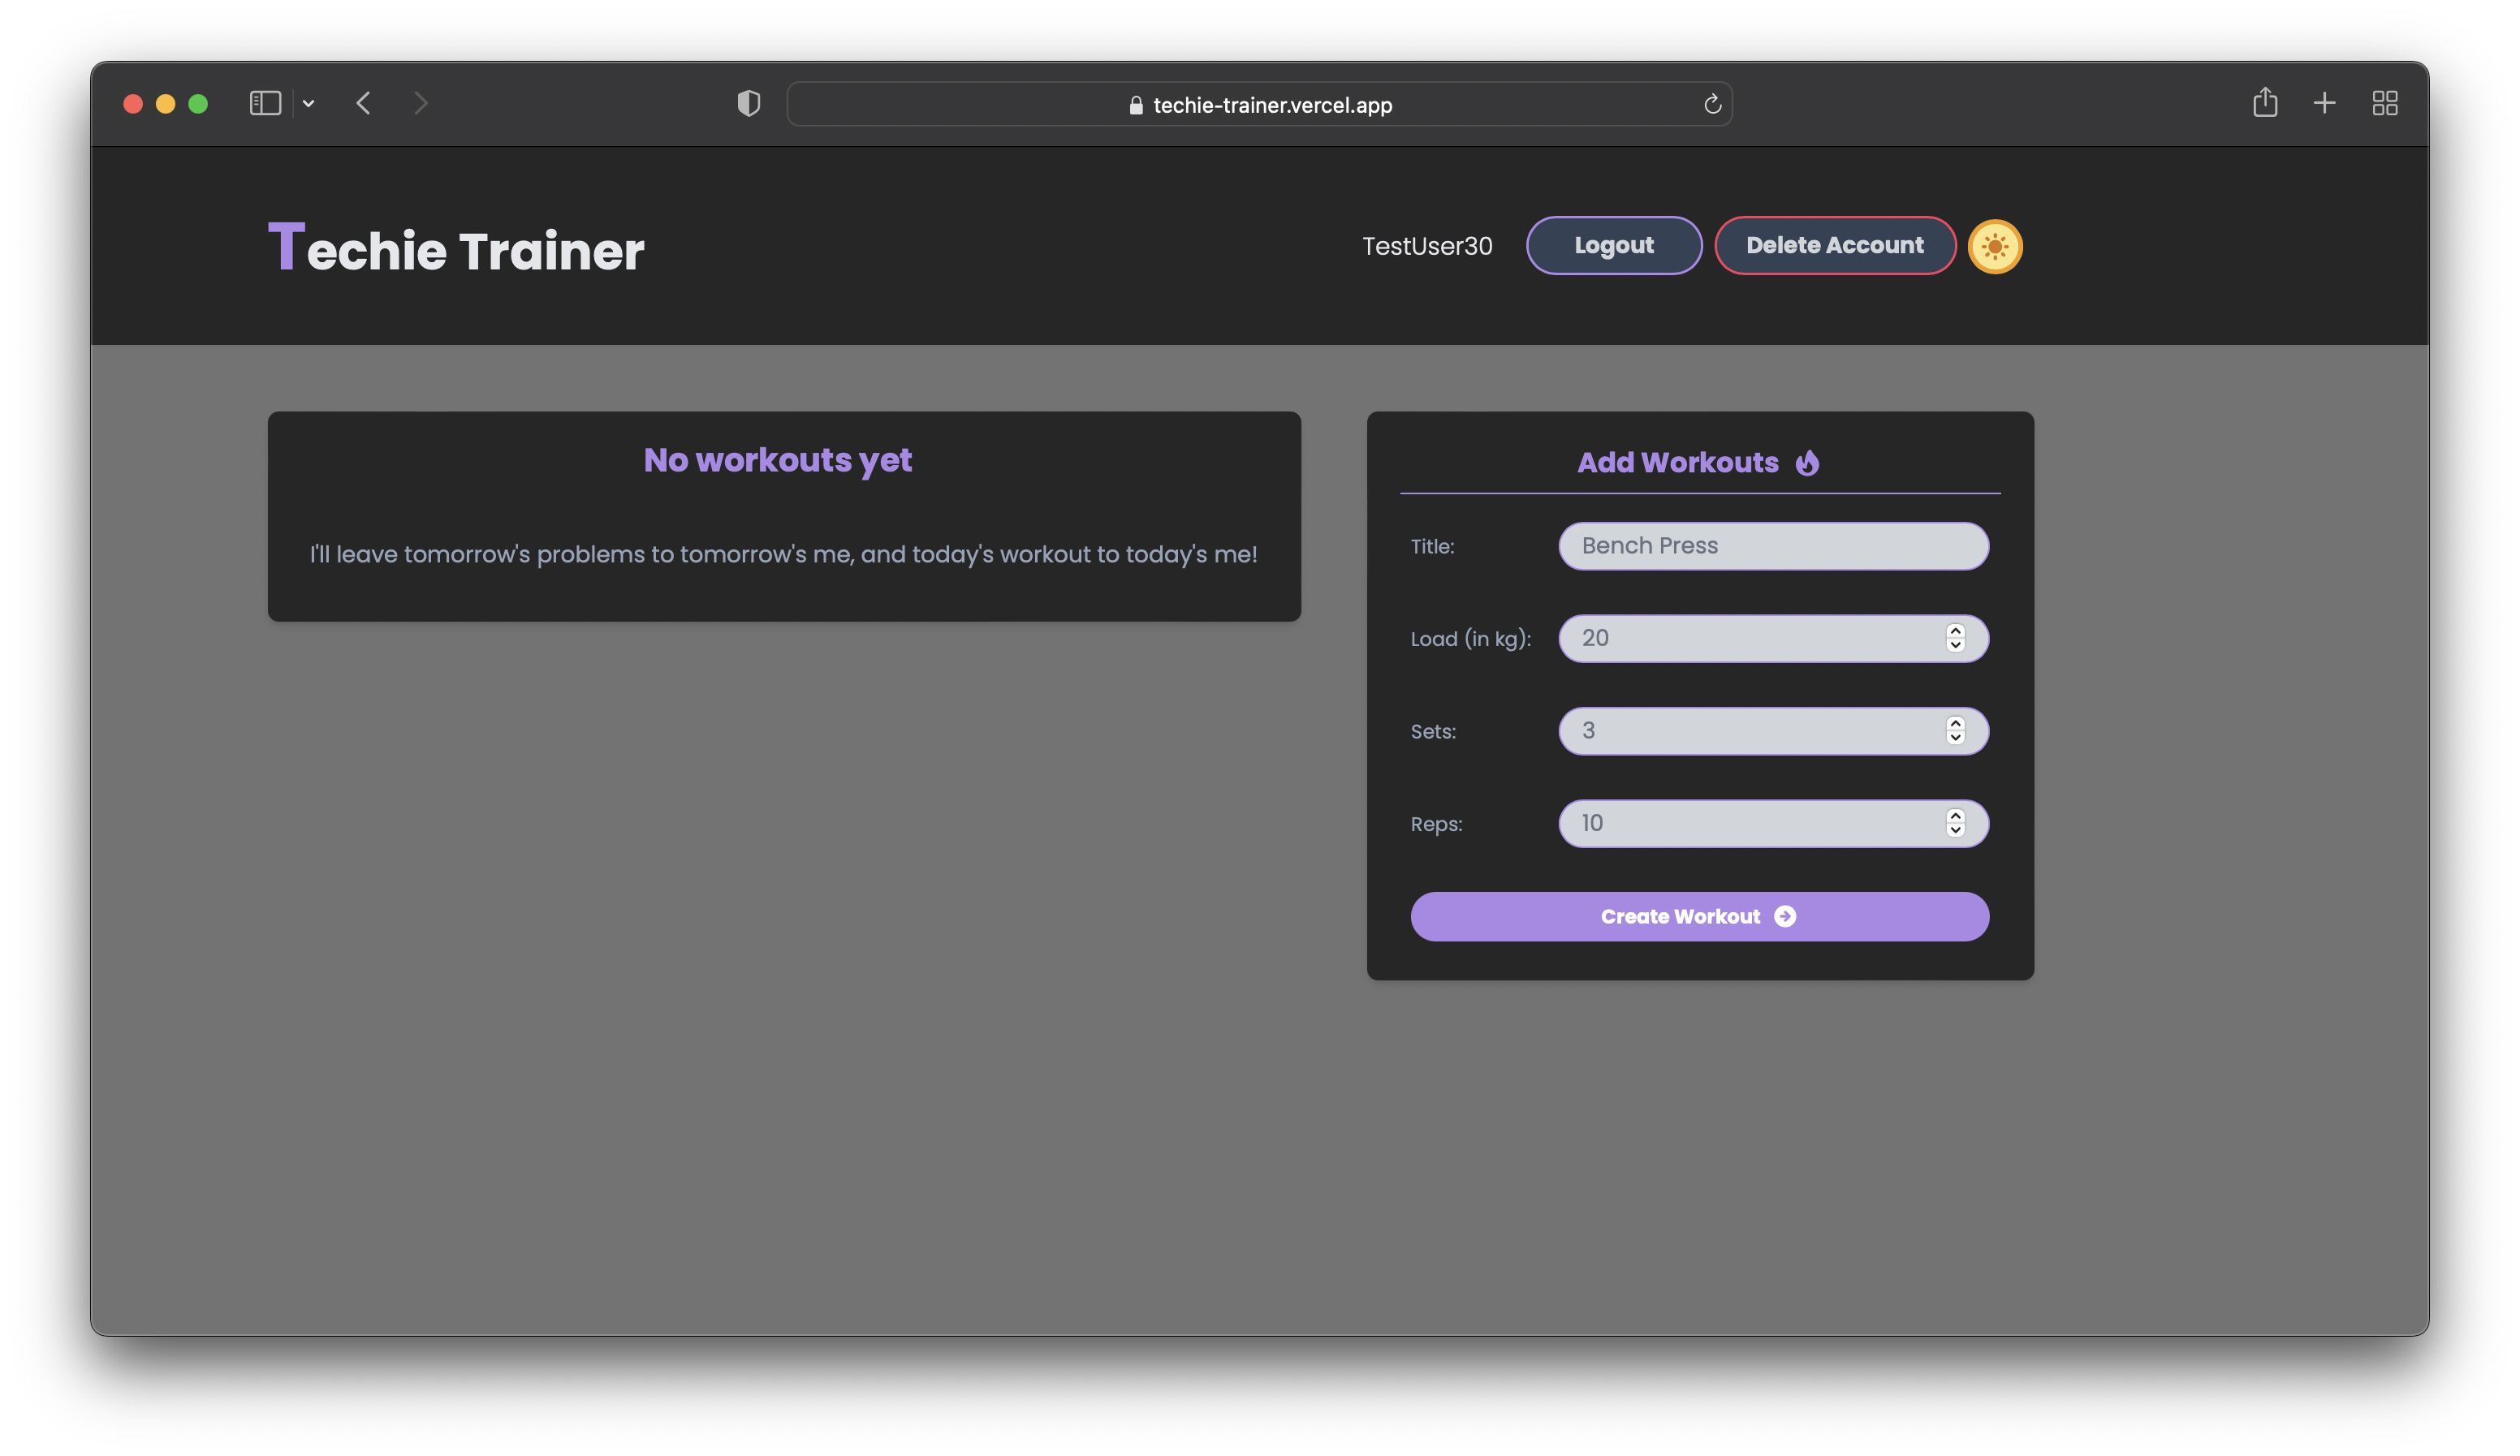 techie-trainer.vercel.app
Techie Trainer
TestUser30
Logout
Delete Account
No workouts yet
I'll leave tomorrow's problems to tomorrow's me, and today's workout to today's me!
Add Workouts
Title:
Bench Press
Load (in kg):
20
Sets:
3
Reps:
10
Create Workout